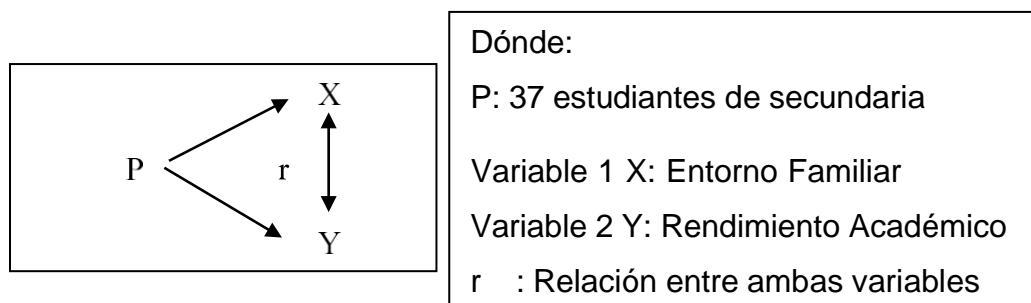 X
P
r
Y
Dónde:
P: 37 estudiantes de secundaria
Variable 1 X: Entorno Familiar
Variable 2 Y: Rendimiento Académico
r : Relación entre ambas variables